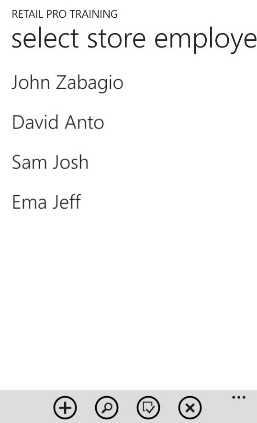 RETAIL PRO TRAINING
select store employe
John Zabagio
David Anto
Sam Josh
Ema Jeff